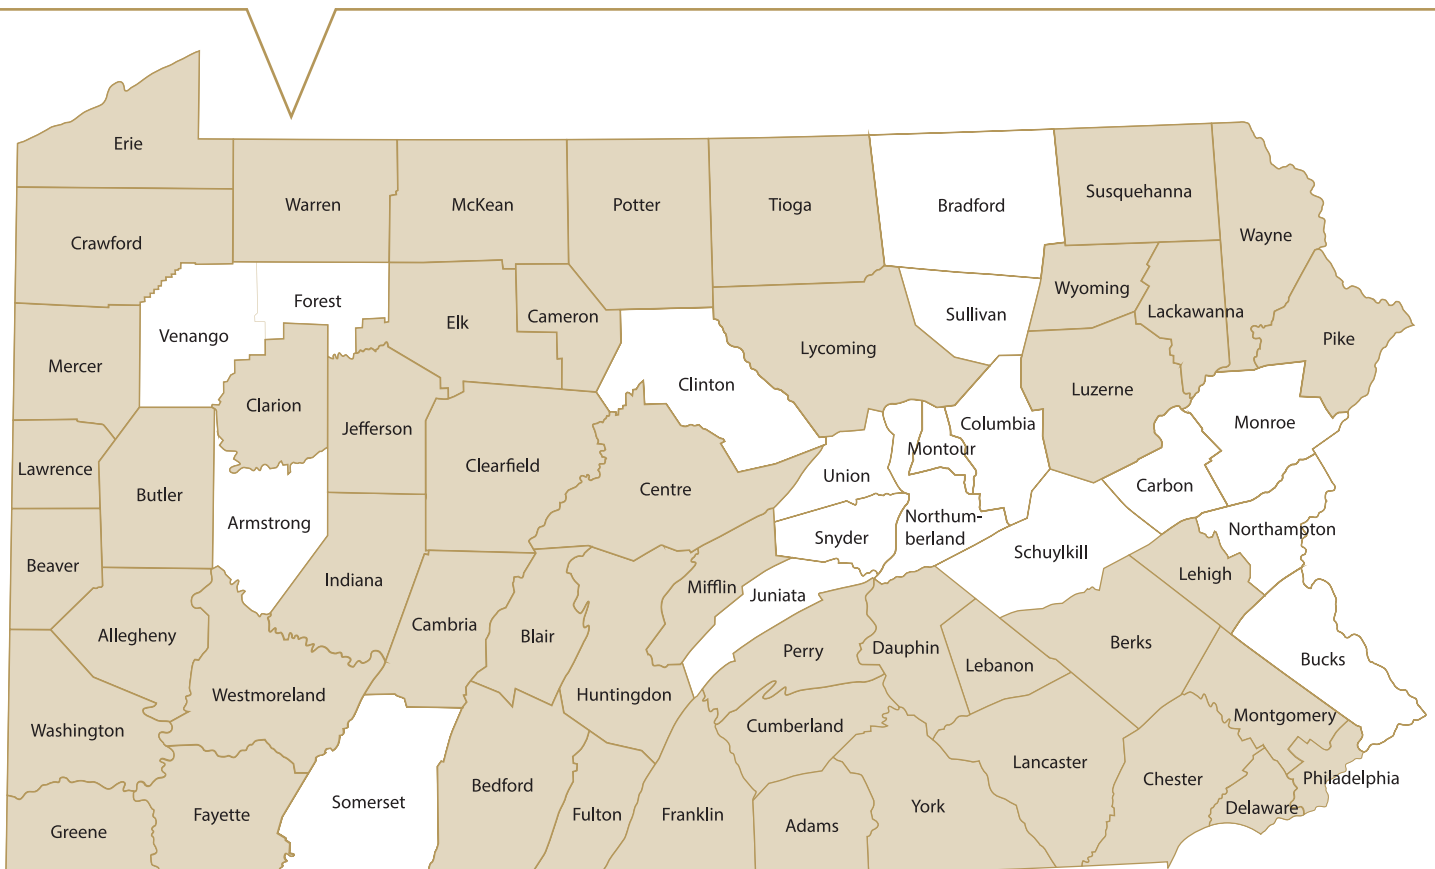 Erie
Warren
McKean
Potter
Tioga
Bradford
Susquehanna
Wayne
Crawford
Venango
Forest
Elk
Cameron
Sullivan
Wyoming
Lackawanna
Pike
Mercer
Clarion
Jefferson
Clinton
Lycoming
Columbia
Luzerne
Monroe
Lawrence
Butler
Armstrong
Clearfield
Centre
Union
Montour
Carbon
Northampton
Beaver
Indiana
Snyder
Northum-
berland
Schuylkill
Lehigh
Allegheny
Cambria
Blair
Mifflin
Juniata
Perry
Dauphin
Lebanon
Berks
Bucks
Westmoreland
Huntingdon
Washington
Cumberland
Montgomery
Greene
Fayette
Somerset
Bedford
Fulton
Franklin
Adams
York
Lancaster
Chester
Delaware
Philadelphia